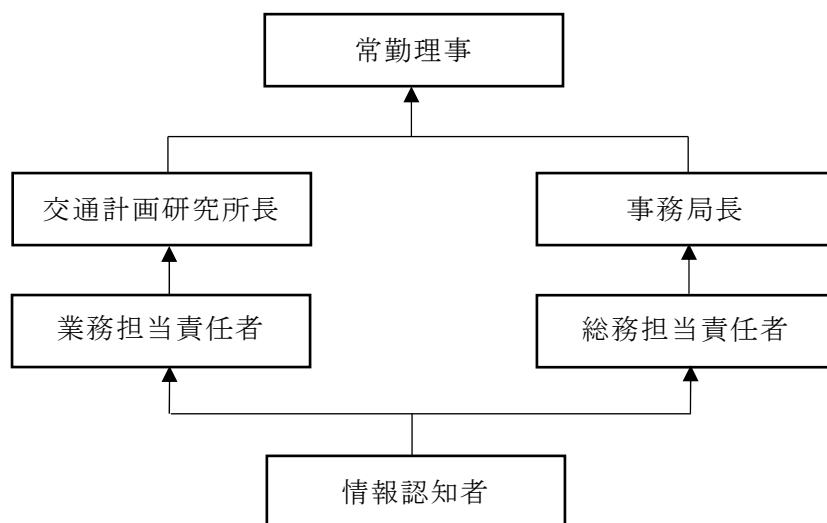 常勤理事
交通計画研究所長
事務局長
業務担当責任者
総務担当責任者
情報認知者